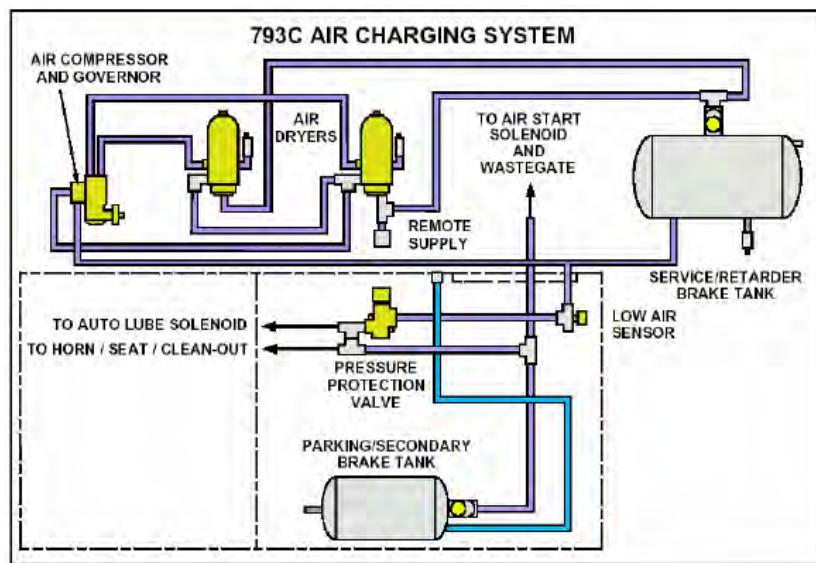 793C AIR CHARGING SYSTEM
AIR COMPRESSOR
AND GOVERNOR
AIR
DRYERS
TO AIR START
SOLENOID
AND
WASTEGATE
REMOTE
SUPPLY
SERVICE/RETARDER
BRAKE TANK
TO AUTO LUBE SOLENOID
TO HORN / SEAT / CLEAN-OUT
LOW AIR
SENSOR
PRESSURE
PROTECTION
VALVE
PARKING/SECONDARY
BRAKE TANK